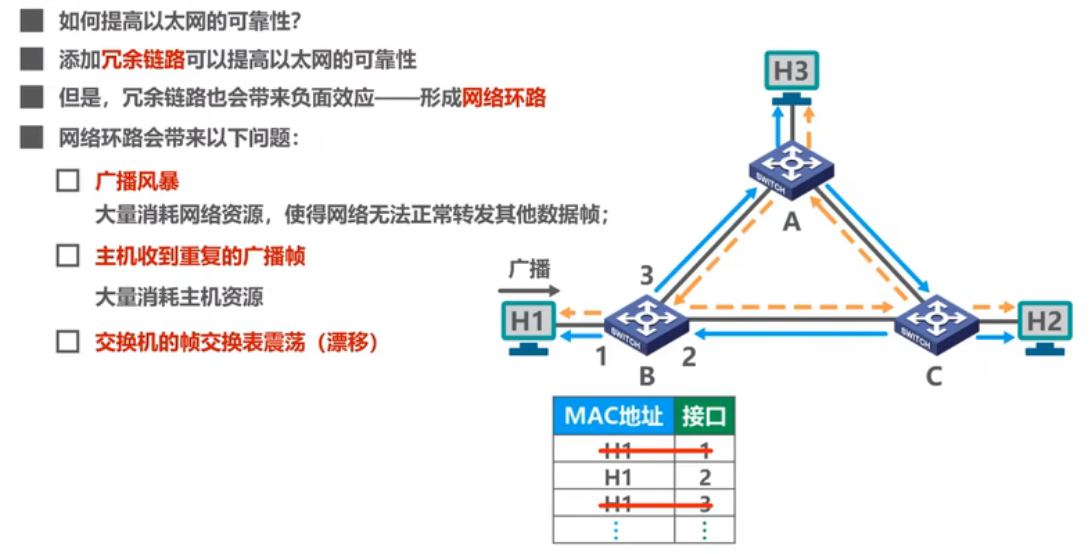 如何提高以太网的可靠性？
添加冗余链路可以提高以太网的可靠性
但是，冗余链路也会带来负面效应——形成网络环路
网络环路会带来以下问题：
广播风暴
大量消耗网络资源，使得网络无法正常转发其他数据帧；
主机收到重复的广播帧
大量消耗主机资源
交换机的帧交换表震荡（漂移）
H3
SWITCH
A
广播
3
H1
SWITCH
SWITCH
H2
1
2
B
C
MAC地址 接口
H1 1
H1 2
H1 3
⋮ ⋮